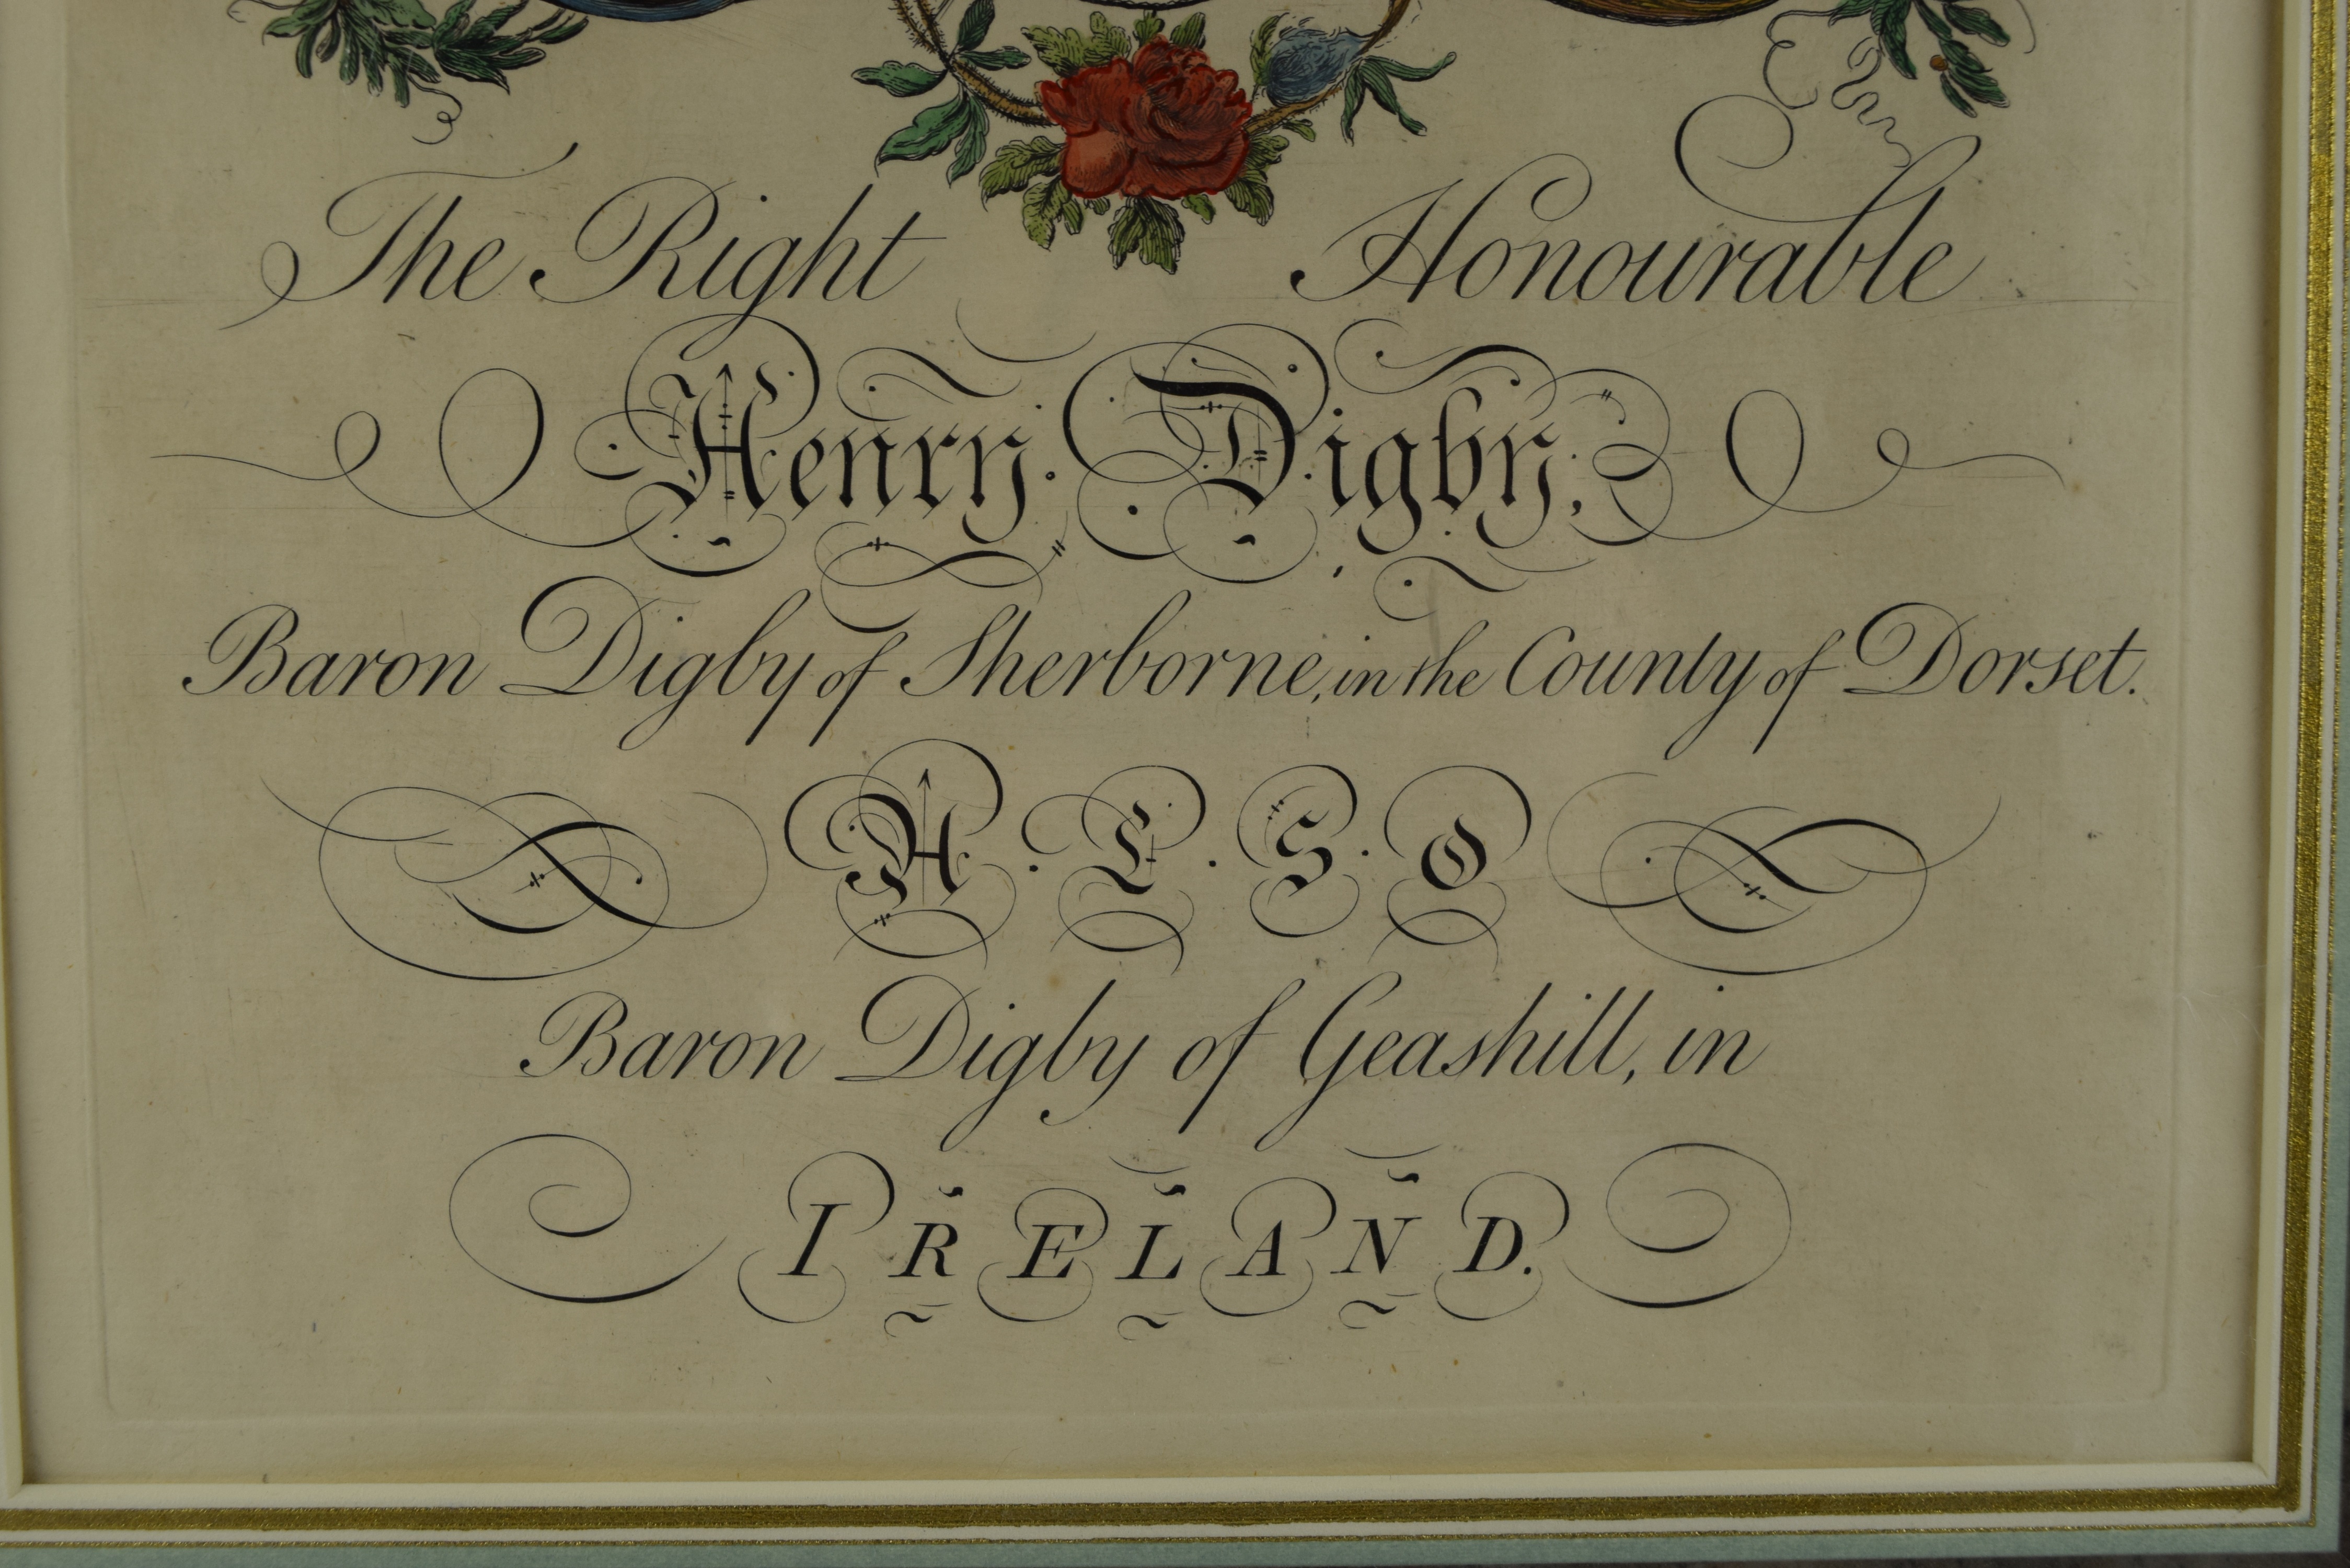 The Right Honourable
Henry Digby,
Baron Digby of Sherborne, in the County of Dorset.
A. L. S O
Baron Digby of Geashill, in
IRELAND.